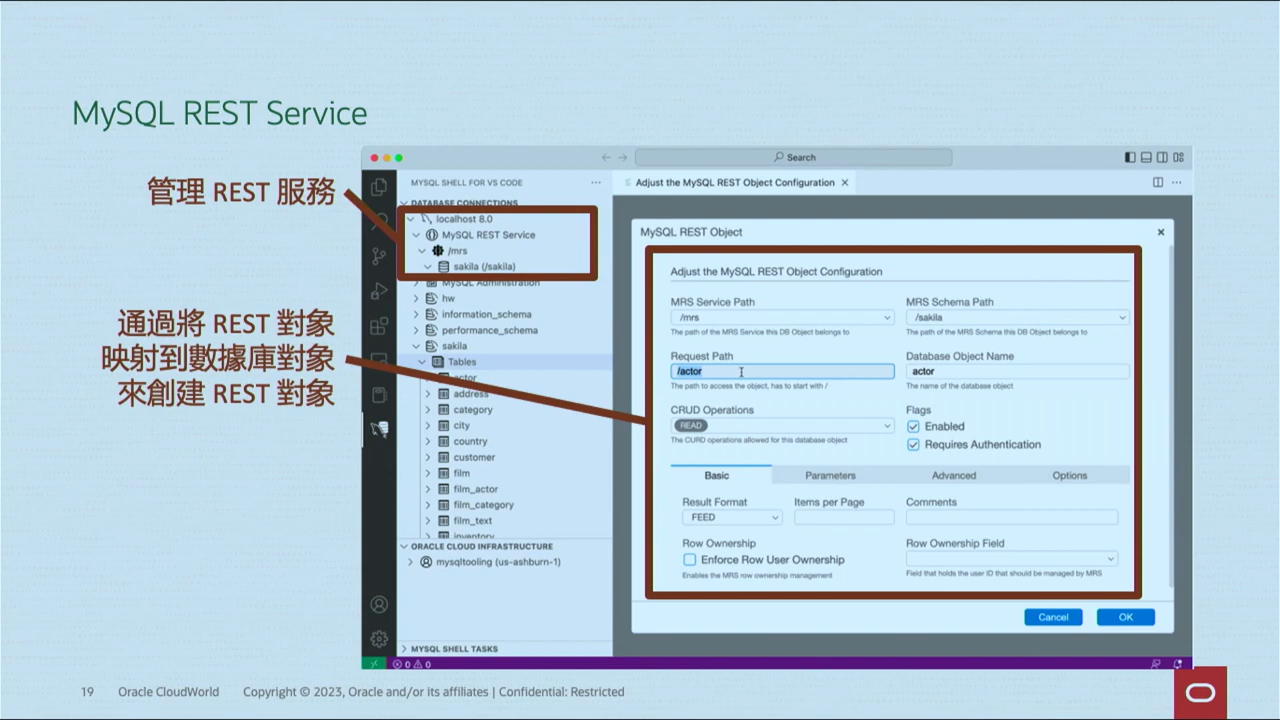 MySQL REST Service
管理 REST 服務
通過將 REST 對象
映射到數據庫對象
來創建 REST 對象
Search
MYSQL SHELL FOR VS CODE
Adjust the MySQL REST Object Configuration
DATABASE CONNECTIONS
localhost 8.0
MySQL REST Service
/mrs
sakila (/sakila)
MySQL Administration
hw
information_schema
performance_schema
sakila
Tables
actor
address
category
city
country
customer
film
film_actor
film_category
film_text
inventory
ORACLE CLOUD INFRASTRUCTURE
mysqltooling (us-ashburn-1)
MYSQL SHELL TASKS
0 0
MySQL REST Object
Adjust the MySQL REST Object Configuration
MRS Service Path
/mrs
The path of the MRS Service this DB Object belongs to
MRS Schema Path
/sakila
The path of the MRS Schema this DB Object belongs to
Request Path
/actor
The path to access the object, has to start with /
Database Object Name
actor
The name of the database object
CRUD Operations
READ
The CURD operations allowed for this database object
Flags
Enabled
Requires Authentication
Basic Parameters Advanced Options
Result Format
FEED
Items per Page
Comments
Row Ownership
Enforce Row User Ownership
Enables the MRS row ownership management
Row Ownership Field
Field that holds the user ID that should be managed by MRS
Cancel OK
19 Oracle CloudWorld Copyright © 2023, Oracle and/or its affiliates | Confidential: Restricted